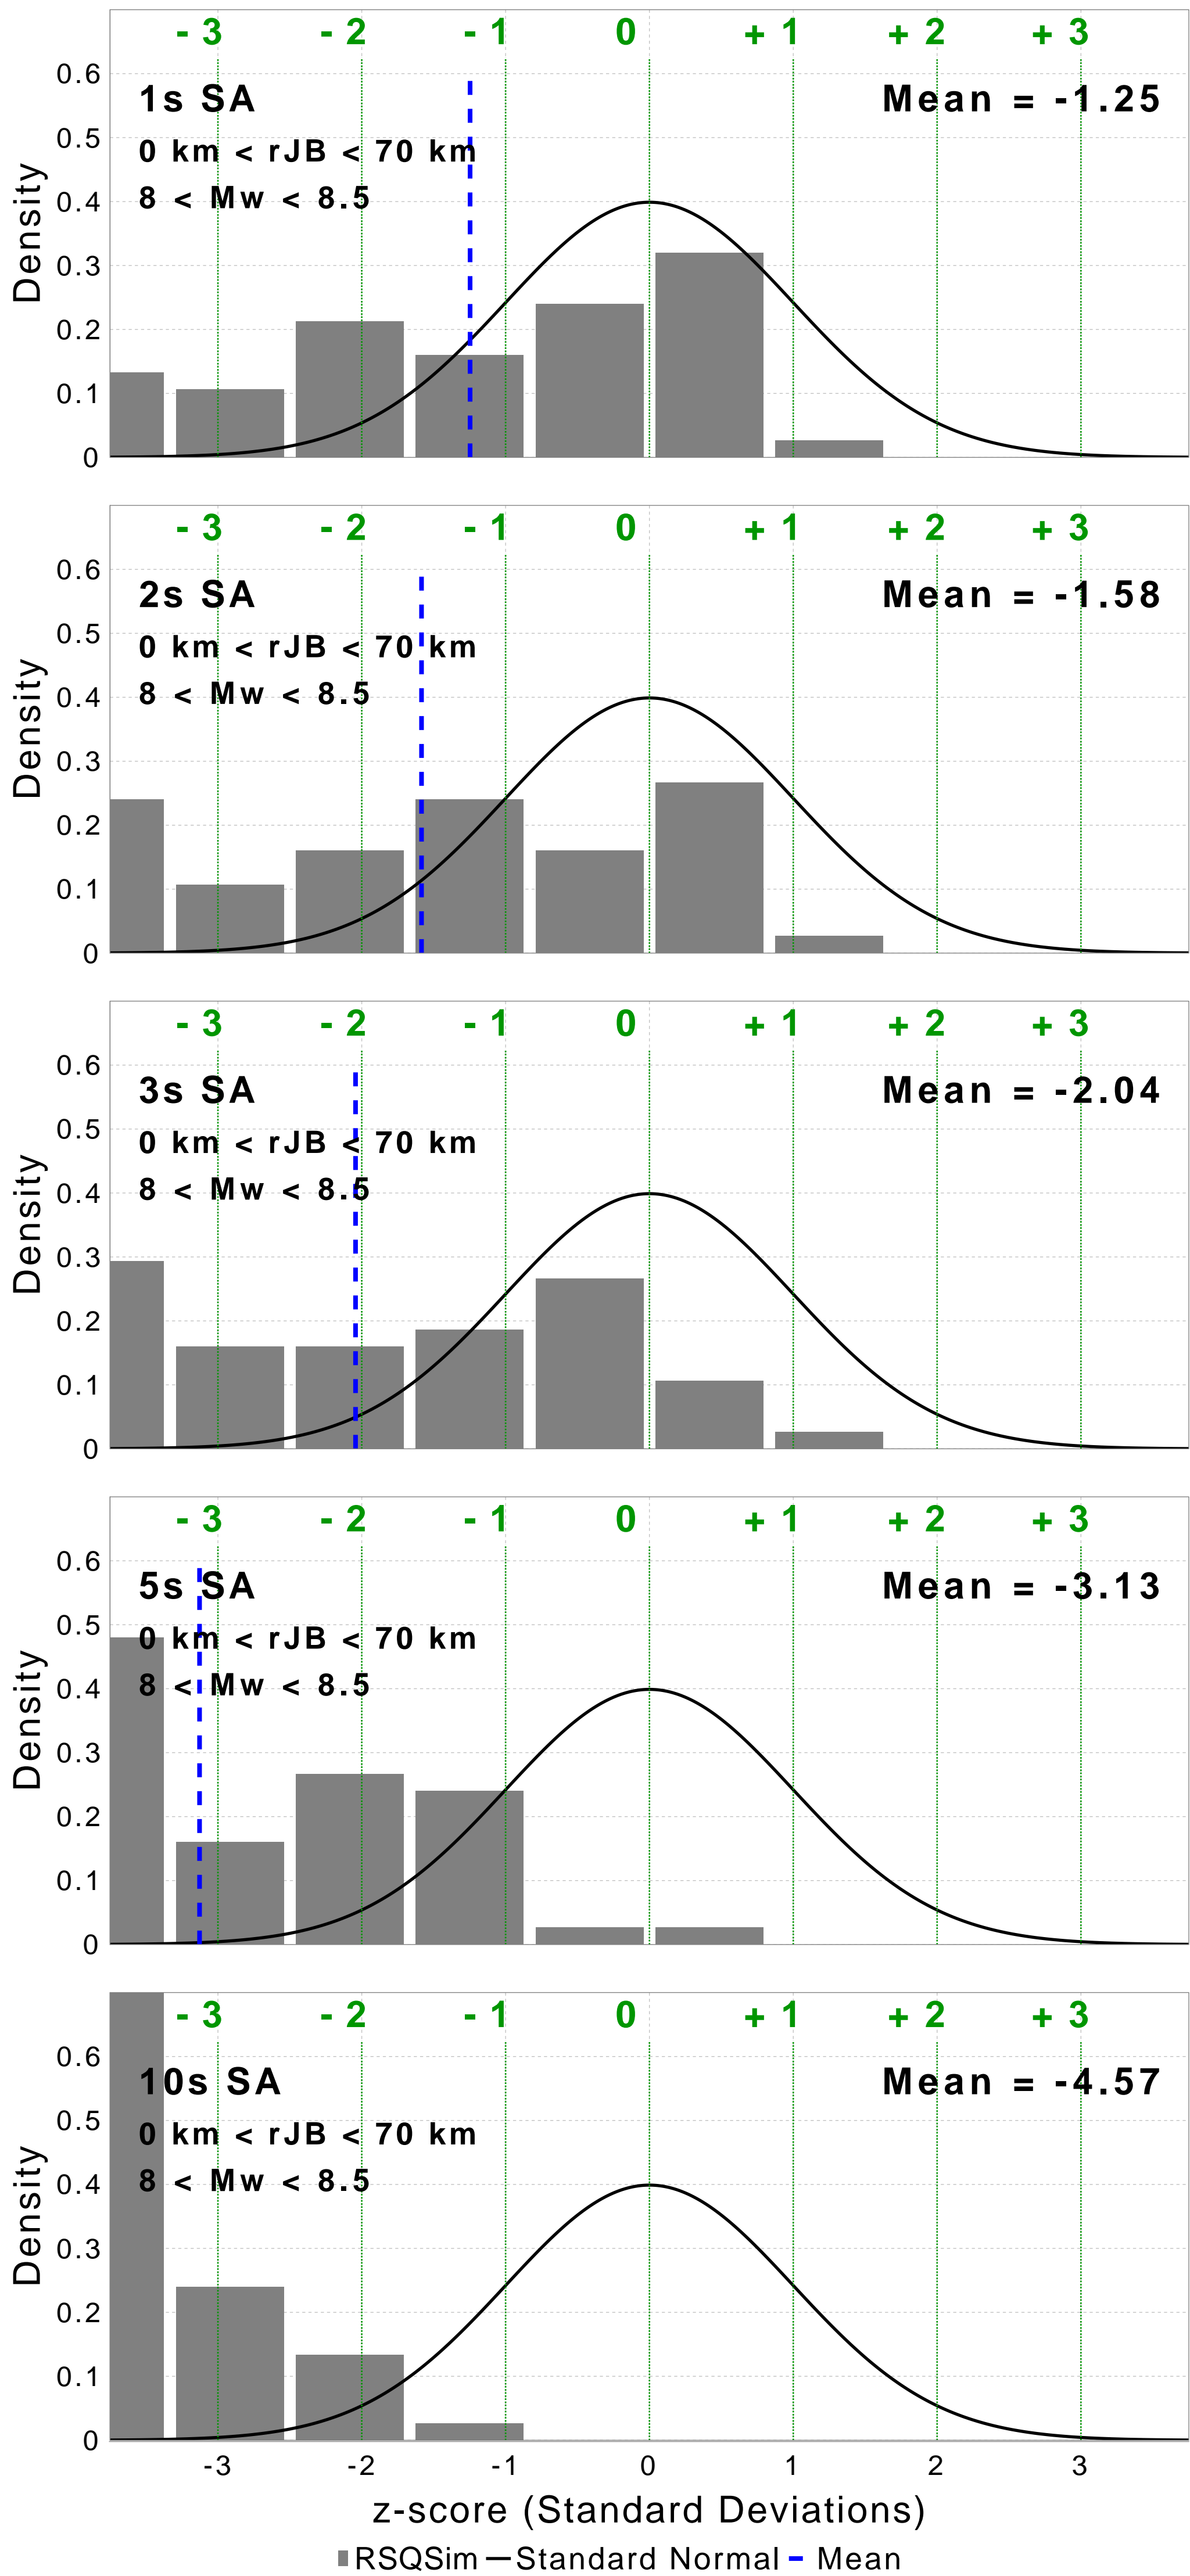 - 3 - 2 - 1 0 + 1 + 2 + 3
0.6
1s SA Mean = -1.25
0.5
0 km < rJB < 70 km
8 < Mw < 8.5
0.4
0.3
0.2
0.1
0
Density
- 3 - 2 - 1 0 + 1 + 2 + 3
0.6
2s SA Mean = -1.58
0.5
0 km < rJB < 70 km
8 < Mw < 8.5
0.4
0.3
0.2
0.1
0
Density
- 3 - 2 - 1 0 + 1 + 2 + 3
0.6
3s SA Mean = -2.04
0.5
0 km < rJB < 70 km
8 < Mw < 8.5
0.4
0.3
0.2
0.1
0
Density
- 3 - 2 - 1 0 + 1 + 2 + 3
0.6
5s SA Mean = -3.13
0.5
0 km < rJB < 70 km
8 < Mw < 8.5
0.4
0.3
0.2
0.1
0
Density
- 3 - 2 - 1 0 + 1 + 2 + 3
0.6
10s SA Mean = -4.57
0.5
0 km < rJB < 70 km
8 < Mw < 8.5
0.4
0.3
0.2
0.1
0
Density
-3 -2 -1 0 1 2 3
z-score (Standard Deviations)
RSQSim Standard Normal Mean